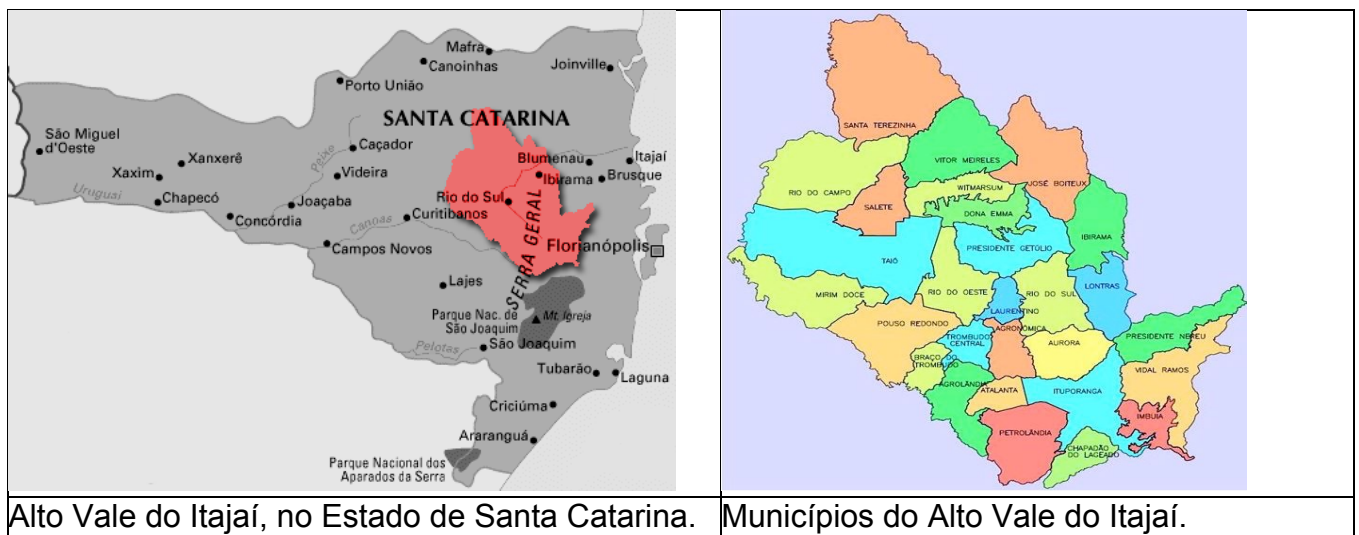 Mafra
Canoinhas
Joinville
Porto União
SANTA CATARINA
São Miguel
d'Oeste
Caçador
Xanxerê
Peixe
Blumenau
Itajaí
Xaxim
Videira
Ibirama
Brusque
Uruguai
Chapecó
Joaçaba
Rio do Sul
Concórdia
Canoas
Curitibanos
SERRA GERAL
Campos Novos
Florianópolis
Lajes
Parque Nac. de
São Joaquim
Mt. Igreja
Pelotas
São Joaquim
Tubarão
Laguna
Criciúma
Araranguá
Parque Nacional dos
Aparados da Serra
SANTA TEREZINHA
VITOR MEIRELES
RIO DO CAMPO
WITMARSUM
JOSÉ BOITEUX
SALETE
DONA EMMA
IBIRAMA
PRESIDENTE GETÚLIO
TAIÓ
LONTRAS
MIRIM DOCE
RIO DO OESTE
RIO DO SUL
LAURENTINO
POUSO REDONDO
AGRONÔMICA
TROMBUDO
CENTRAL
AURORA
PRESIDENTE NEREU
BRAÇO DO
TROMBUDO
VIDAL RAMOS
AGROLÂNDIA
ATALANTA
ITUPORANGA
IMBUIA
PETROLÂNDIA
CHAPADÃO
DO LAGEADO
Alto Vale do Itajaí, no Estado de Santa Catarina.
Municípios do Alto Vale do Itajaí.